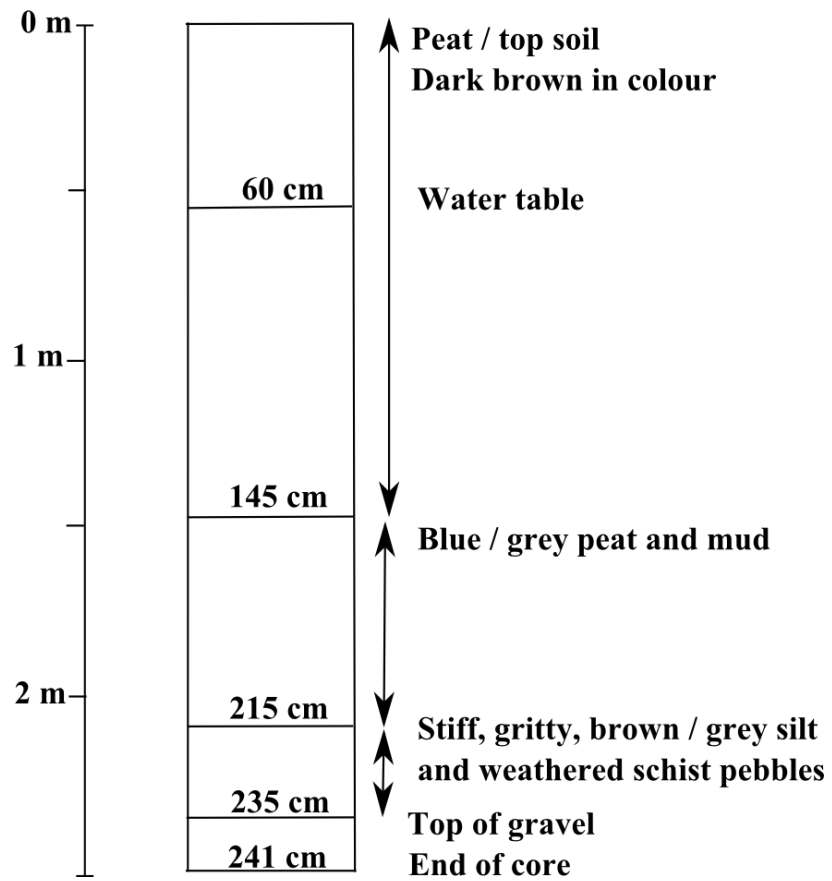 0 m
Peat / top soil
Dark brown in colour
60 cm
Water table
1 m
145 cm
Blue / grey peat and mud
2 m
215 cm
Stiff, gritty, brown / grey silt
and weathered schist pebbles
235 cm
Top of gravel
241 cm
End of core